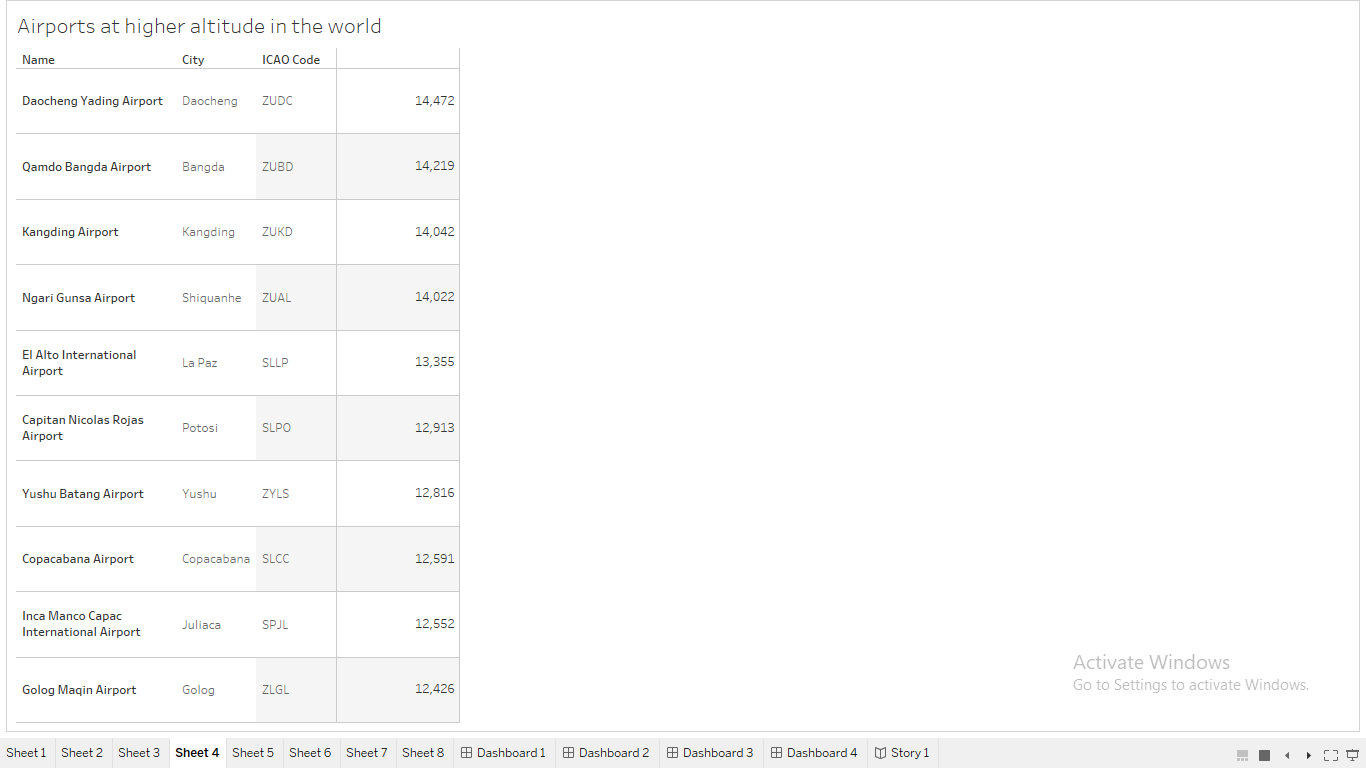 Airports at higher altitude in the world
Name City ICAO Code
Daocheng Yading Airport Daocheng ZUDC 14,472
Qamdo Bangda Airport Bangda ZUBD 14,219
Kangding Airport Kangding ZUKD 14,042
Ngari Gunsa Airport Shiquanhe ZUAL 14,022
El Alto International
Airport
La Paz SLLP 13,355
Capitan Nicolas Rojas
Airport
Potosi SLPO 12,913
Yushu Batang Airport Yushu ZYLS 12,816
Copacabana Airport Copacabana SLCC 12,591
Inca Manco Capac
International Airport
Juliaca SPJL 12,552
Golog Maqin Airport Golog ZLGL 12,426
Activate Windows
Go to Settings to activate Windows.
Sheet 1 Sheet 2 Sheet 3 Sheet 4 Sheet 5 Sheet 6 Sheet 7 Sheet 8 Dashboard 1 Dashboard 2 Dashboard 3 Dashboard 4 Story 1